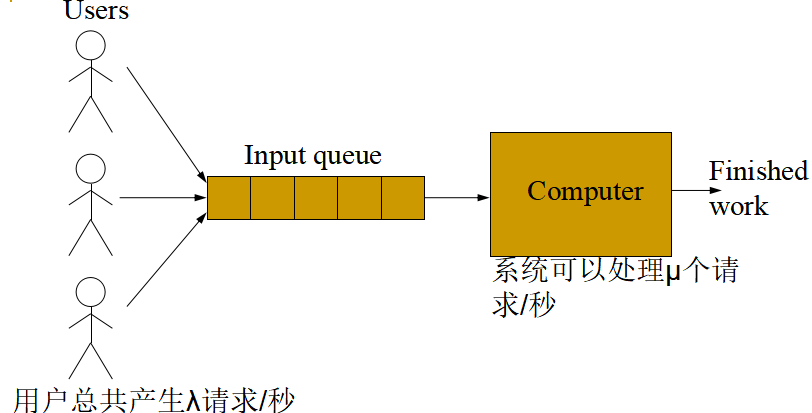 Users
Input queue
Computer
Finished
work
系统可以处理μ个请
求/秒
用户总共产生λ请求/秒